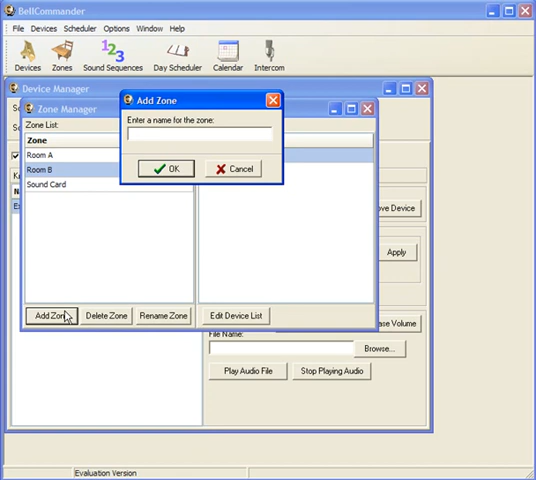 BellCommander
File Devices Scheduler Options Window Help
1 2 3
Devices Zones Sound Sequences Day Scheduler Calendar Intercom
Device Manager
Zone Manager
Add Zone
Zone List:
Enter a name for the zone:
Zone
Room A
OK Cancel
Room B
Sound Card
Device
Apply
Add Zone Delete Zone Rename Zone Edit Device List
Volume
File Name:
Browse...
Play Audio File Stop Playing Audio
Evaluation Version